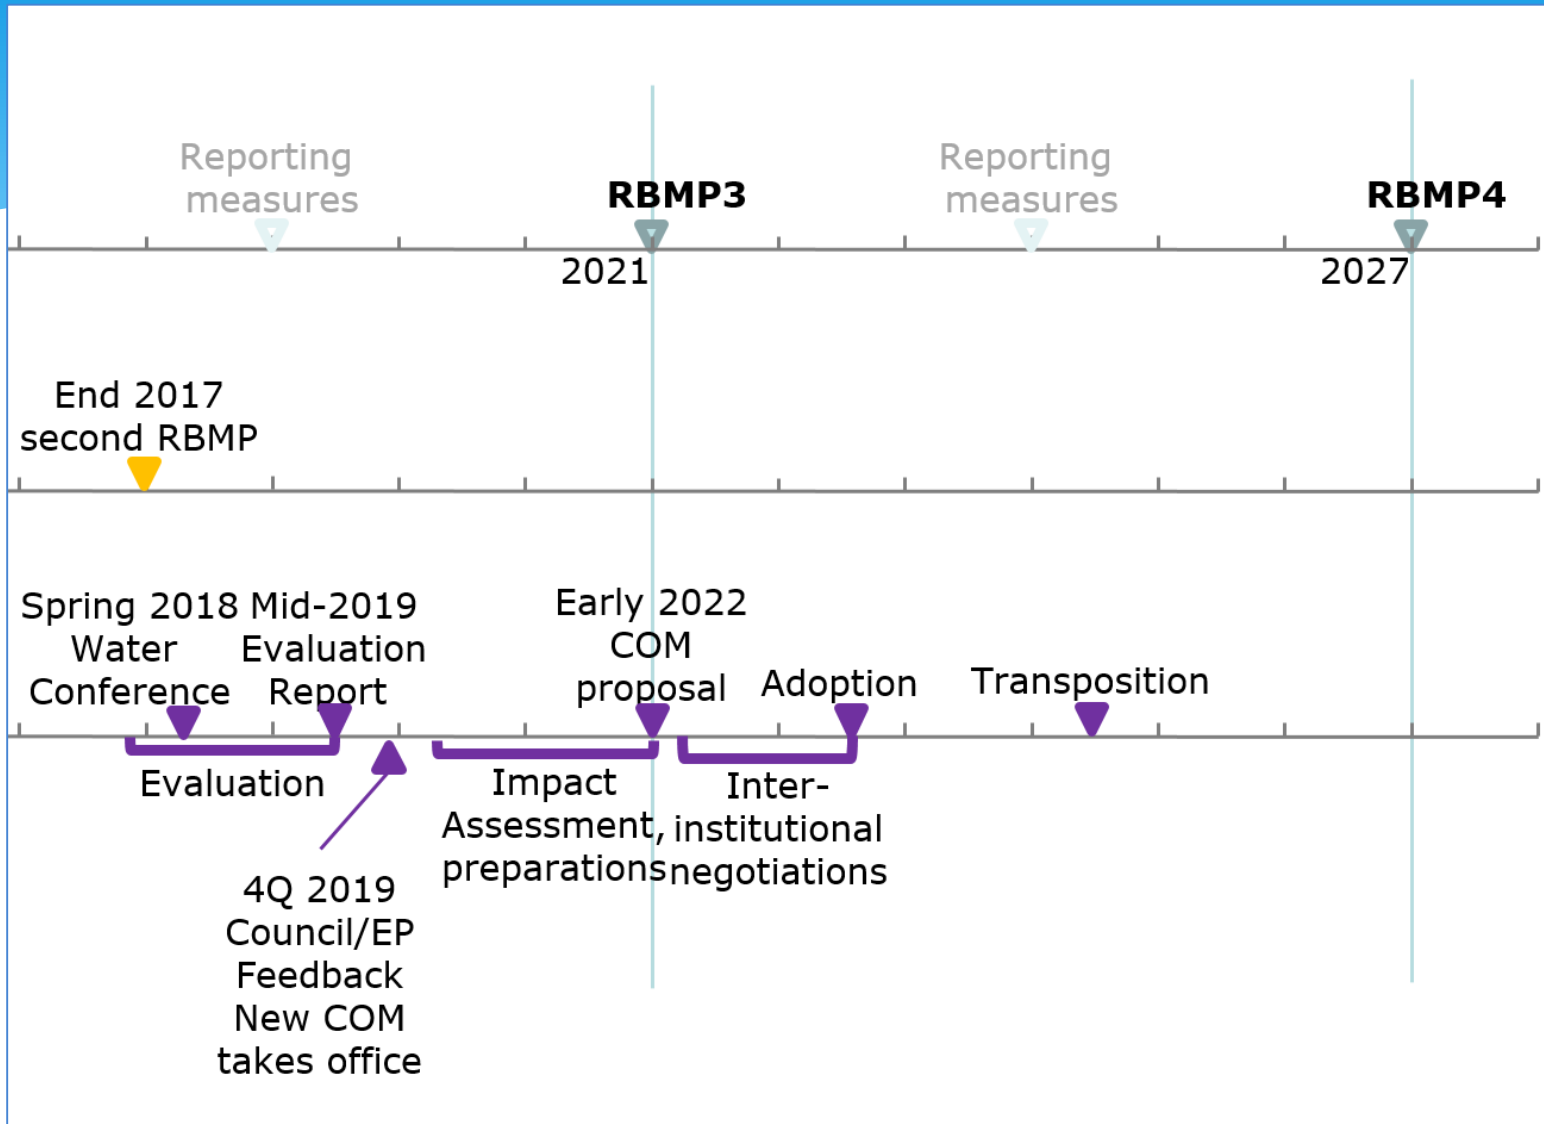 Reporting
measures
RBMP3
Reporting
measures
RBMP4
2021
2027
End 2017
second RBMP
Spring 2018
Water
Conference
Mid-2019
Evaluation
Report
Early 2022
COM
proposal
Adoption
Transposition
Evaluation
Impact
Assessment,
preparations
Inter-
institutional
negotiations
4Q 2019
Council/EP
Feedback
New COM
takes office